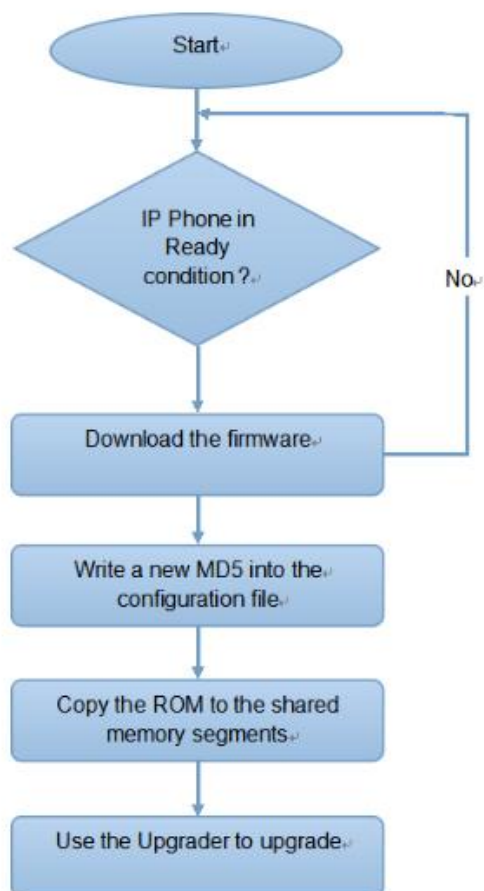 Start
IP Phone in
Ready
condition ?
No
Download the firmware
Write a new MD5 into the
configuration file
Copy the ROM to the shared
memory segments
Use the Upgrader to upgrade